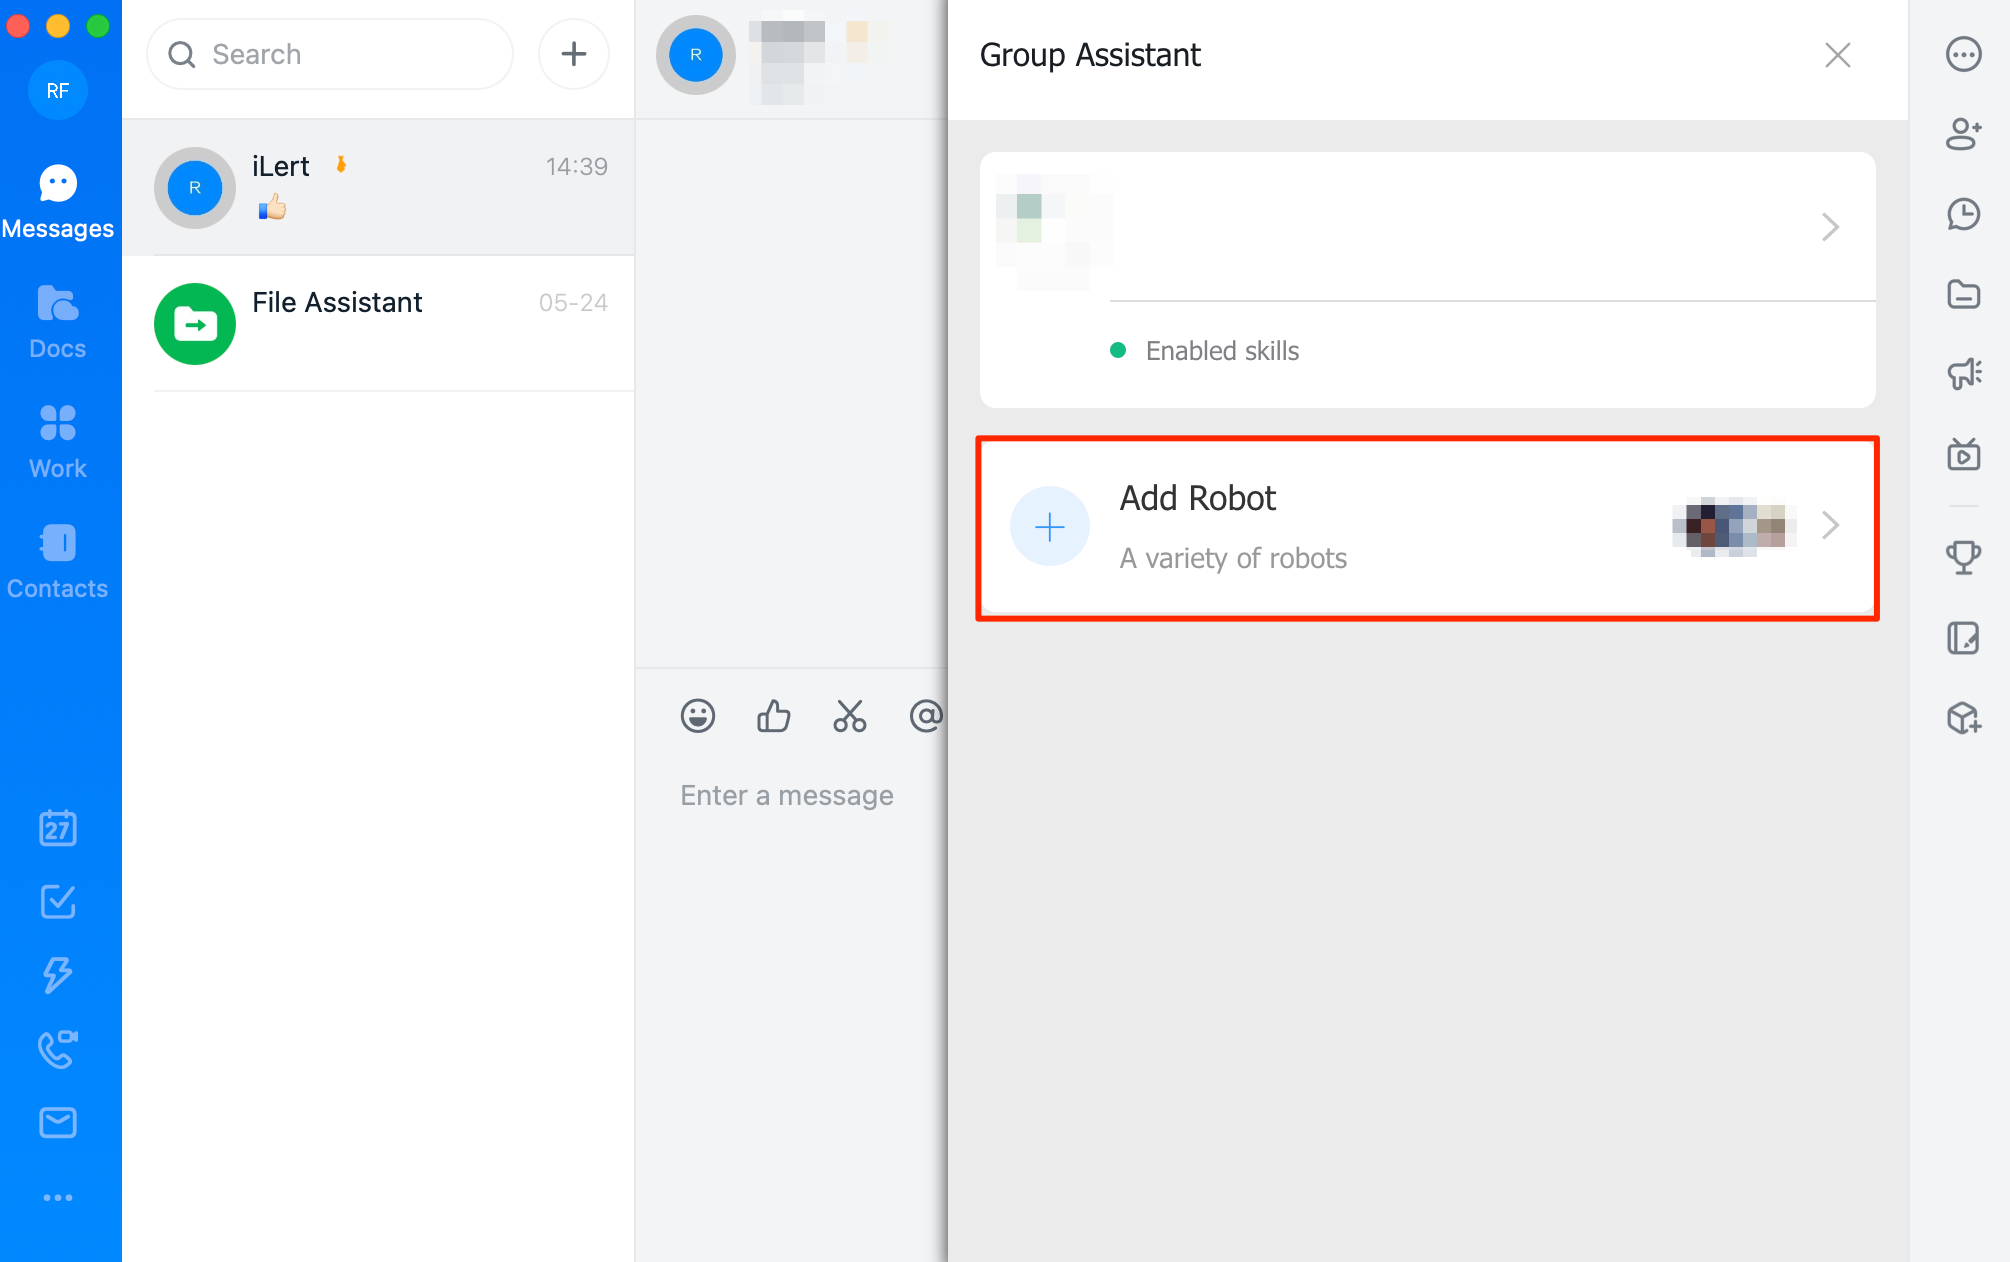 RF
Messages
Docs
Work
Contacts
27
Search
R
iLert
14:39
File Assistant
05-24
R
Enter a message
Group Assistant
Enabled skills
Add Robot
A variety of robots